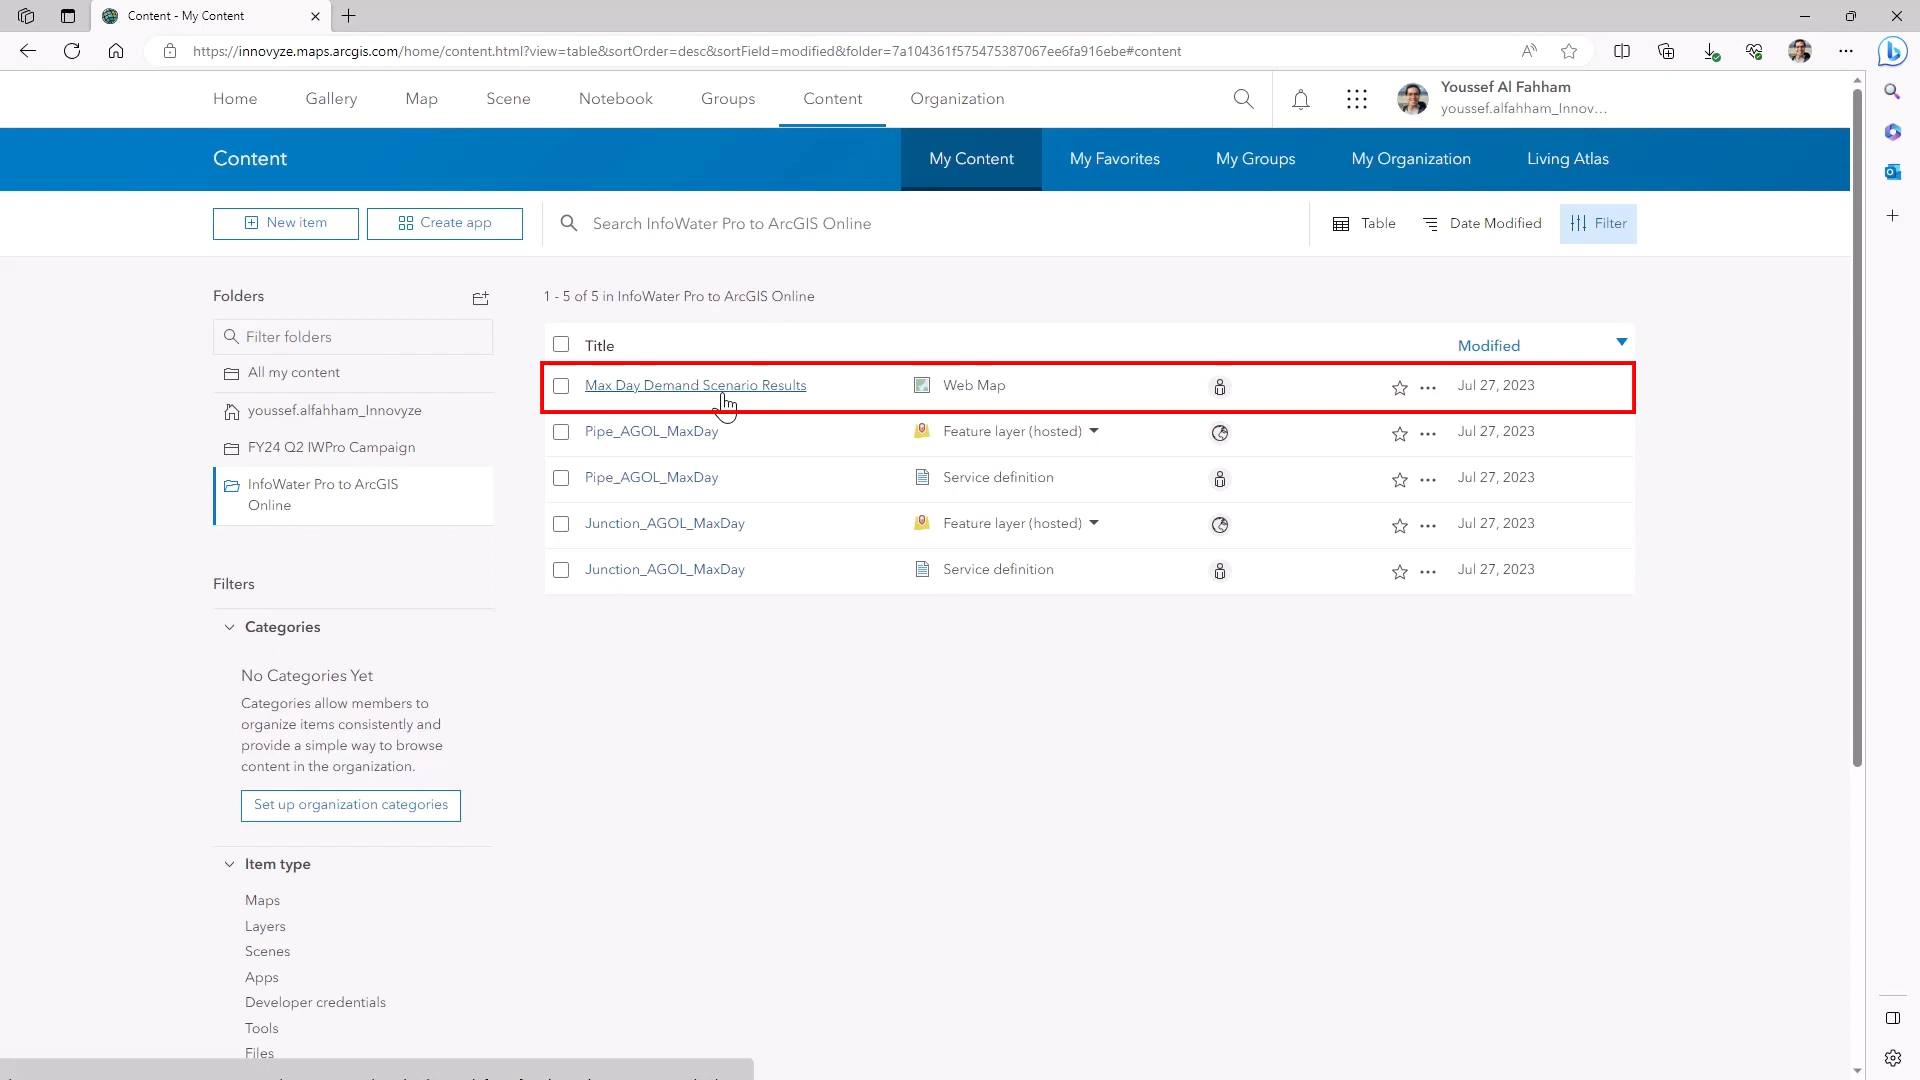 Content - My Content
https://innovyze.maps.arcgis.com/home/content.html?view=table&sortOrder=desc&sortField=modified&folder=7a104361f575475387067ee6fa916ebe#content
Home Gallery Map Scene Notebook Groups Content Organization
Youssef Al Fahham
youssef.alfahham_Innov...
Content
My Content My Favorites My Groups My Organization Living Atlas
New item Create app Search InfoWater Pro to ArcGIS Online Table Date Modified Filter
Folders
1 - 5 of 5 in InfoWater Pro to ArcGIS Online
Filter folders
Title Modified
All my content
Max Day Demand Scenario Results Web Map Jul 27, 2023
youssef.alfahham_Innovyze
Pipe_AGOL_MaxDay Feature layer (hosted) Jul 27, 2023
FY24 Q2 IWPro Campaign
Pipe_AGOL_MaxDay Service definition Jul 27, 2023
InfoWater Pro to ArcGIS
Online
Junction_AGOL_MaxDay Feature layer (hosted) Jul 27, 2023
Junction_AGOL_MaxDay Service definition Jul 27, 2023
Filters
Categories
No Categories Yet
Categories allow members to
organize items consistently and
provide a simple way to browse
content in the organization.
Set up organization categories
Item type
Maps
Layers
Scenes
Apps
Developer credentials
Tools
Files